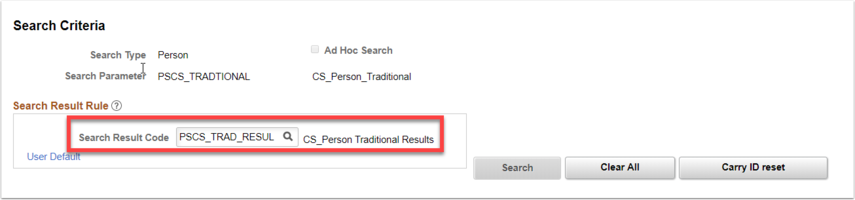 Search Criteria
Search Type Person Ad Hoc Search
Search Parameter PSCS_TRADTIONAL CS_Person_Traditional
Search Result Rule ?
Search Result Code PSCS_TRAD_RESUL CS_Person Traditional Results
User Default
Search Clear All Carry ID reset